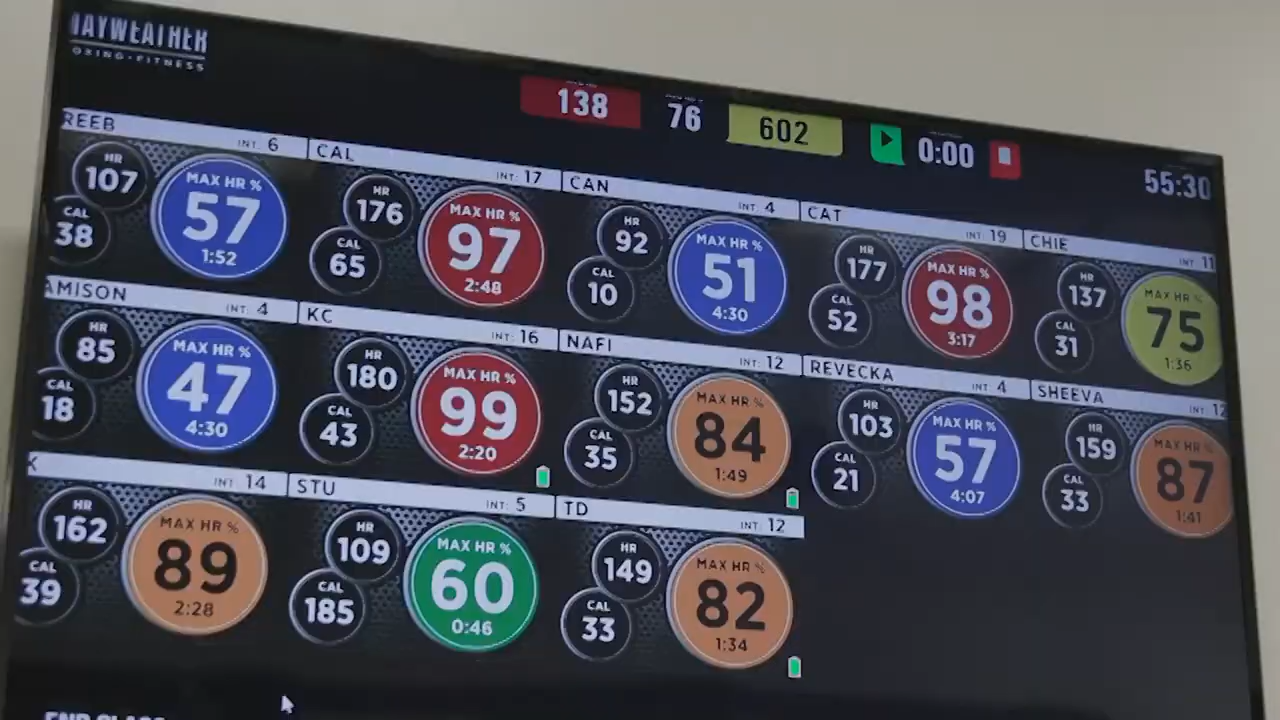 MAYWEATHER
BOXING + FITNESS
138 76 602 0:00 55:30
REEB INT: 6
HR 107
CAL 38
MAX HR % 57 1:52
CAL INT: 17
HR 176
CAL 65
MAX HR % 97 2:48
CAN INT: 4
HR 92
CAL 10
MAX HR % 51 4:30
CAT INT: 19
HR 177
CAL 52
MAX HR % 98 3:17
CHIE INT: 11
HR 137
CAL 31
MAX HR % 75 1:36
AMISON INT: 4
HR 85
CAL 18
MAX HR % 47 4:30
KC INT: 16
HR 180
CAL 43
MAX HR % 99 2:20
NAFI INT: 12
HR 152
CAL 35
MAX HR % 84 1:49
REVECKA INT: 4
HR 103
CAL 21
MAX HR % 57 4:07
SHEEVA INT: 12
HR 159
CAL 33
MAX HR % 87 1:41
K INT: 14
HR 162
CAL 39
MAX HR % 89 2:28
STU INT: 5
HR 109
CAL 185
MAX HR % 60 0:46
TD INT: 12
HR 149
CAL 33
MAX HR % 82 1:34
END CLASS